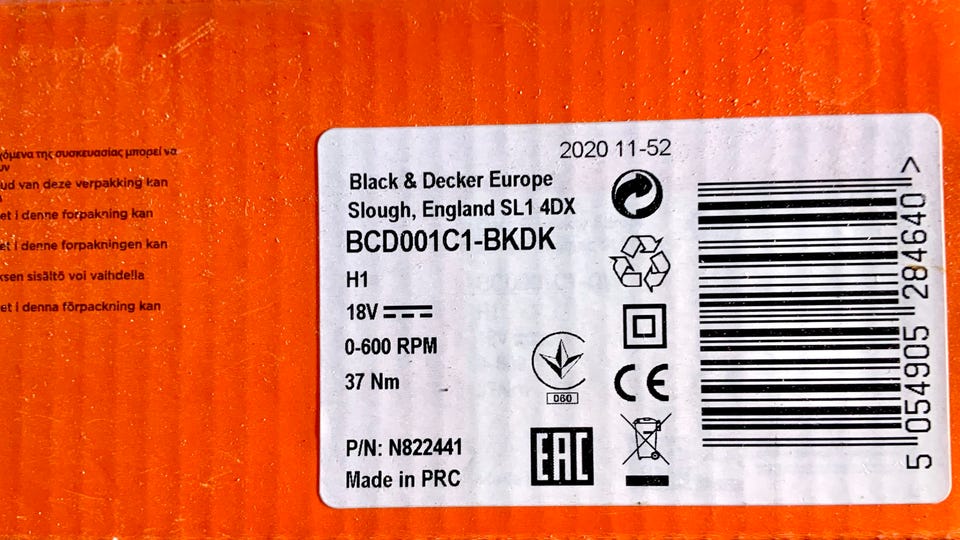 μενα της συσκευασίας μπορεί να
ud van deze verpakking kan
et i denne forpakning kan
et i denne forpakningen kan
sen sisältö voi vaihdella
et i denna förpackning kan
2020 11-52
Black & Decker Europe
Slough, England SL1 4DX
BCD001C1-BKDK
H1
18V
0-600 RPM
37 Nm
060
P/N: N822441
Made in PRC
EAC
CE
5 054905 284640 >